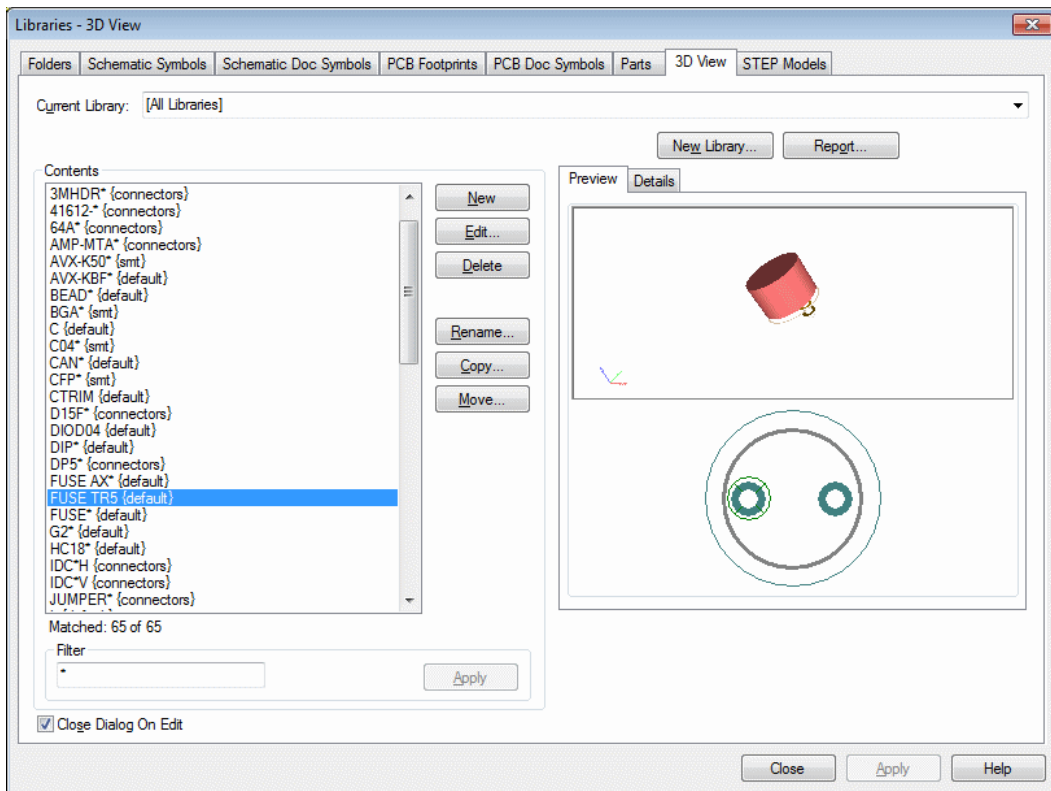 Libraries - 3D View
Folders Schematic Symbols Schematic Doc Symbols PCB Footprints PCB Doc Symbols Parts 3D View STEP Models
Current Library: [All Libraries]
New Library... Report...
Contents
3MHDR* {connectors}
41612-* {connectors}
64A* {connectors}
AMP-MTA* {connectors}
AVX-K50* {smt}
AVX-KBF* {default}
BEAD* {default}
BGA* {smt}
C {default}
C04* {smt}
CAN* {default}
CFP* {smt}
CTRIM {default}
D15F* {connectors}
DIOD04 {default}
DIP* {default}
DP5* {connectors}
FUSE AX* {default}
FUSE TR5 {default}
FUSE* {default}
G2* {default}
HC18* {default}
IDC*H {connectors}
IDC*V {connectors}
JUMPER* {connectors}
New
Edit...
Delete
Rename...
Copy...
Move...
Preview Details
Matched: 65 of 65
Filter
*
Apply
Close Dialog On Edit
Close Apply Help